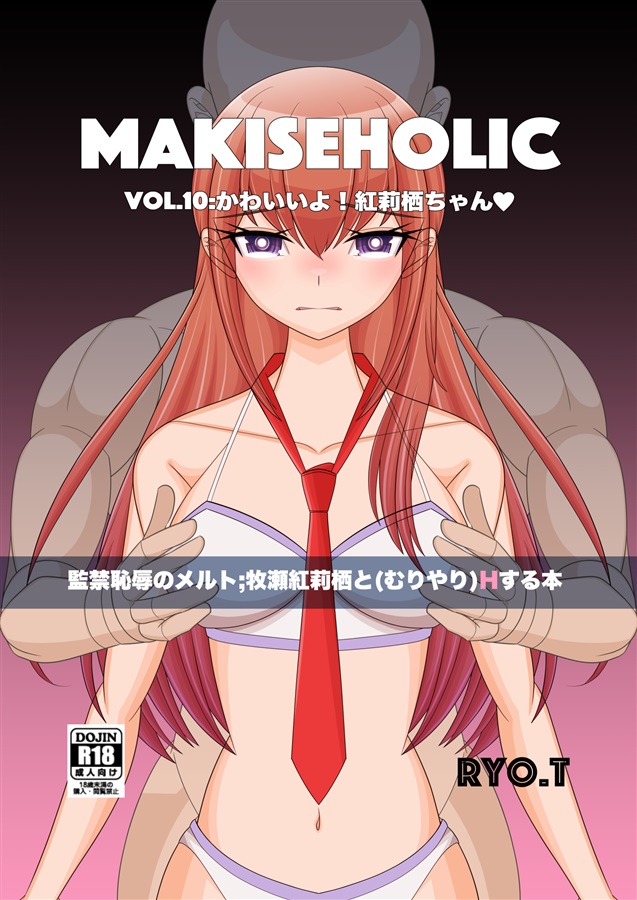 MAKISEHOLIC
VOL.10:かわいいよ！紅莉栖ちゃん♥
監禁恥辱のメルト;牧瀬紅莉栖と(むりやり)Hする本
DOJIN
R18
成人向け
18歳未満の
購入・閲覧禁止
RYO.T